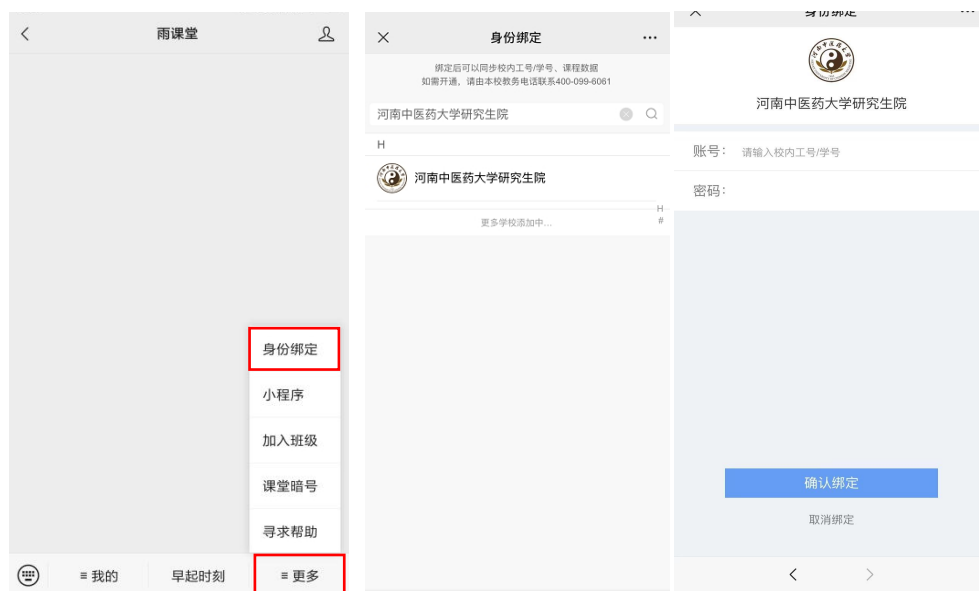 雨课堂
身份绑定
小程序
加入班级
课堂暗号
寻求帮助
≡ 我的
早起时刻
≡ 更多
身份绑定
绑定后可以同步校内工号/学号、课程数据
如需开通，请由本校教务电话联系400-099-6061
河南中医药大学研究生院
H
河南中医药大学研究生院
H
#
更多学校添加中...
身份绑定
河南中医药大学研究生院
账号： 请输入校内工号/学号
密码：
确认绑定
取消绑定